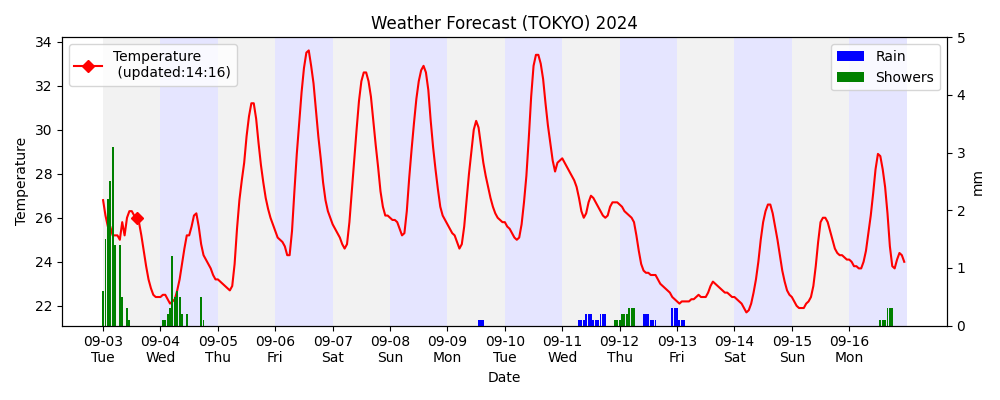 Weather Forecast (TOKYO) 2024
Temperature
(updated:14:16)
Rain
Showers
34
32
30
28
26
24
22
Temperature
5
4
3
2
1
0
mm
09-03 09-04 09-05 09-06 09-07 09-08 09-09 09-10 09-11 09-12 09-13 09-14 09-15 09-16
Tue Wed Thu Fri Sat Sun Mon Tue Wed Thu Fri Sat Sun Mon
Date